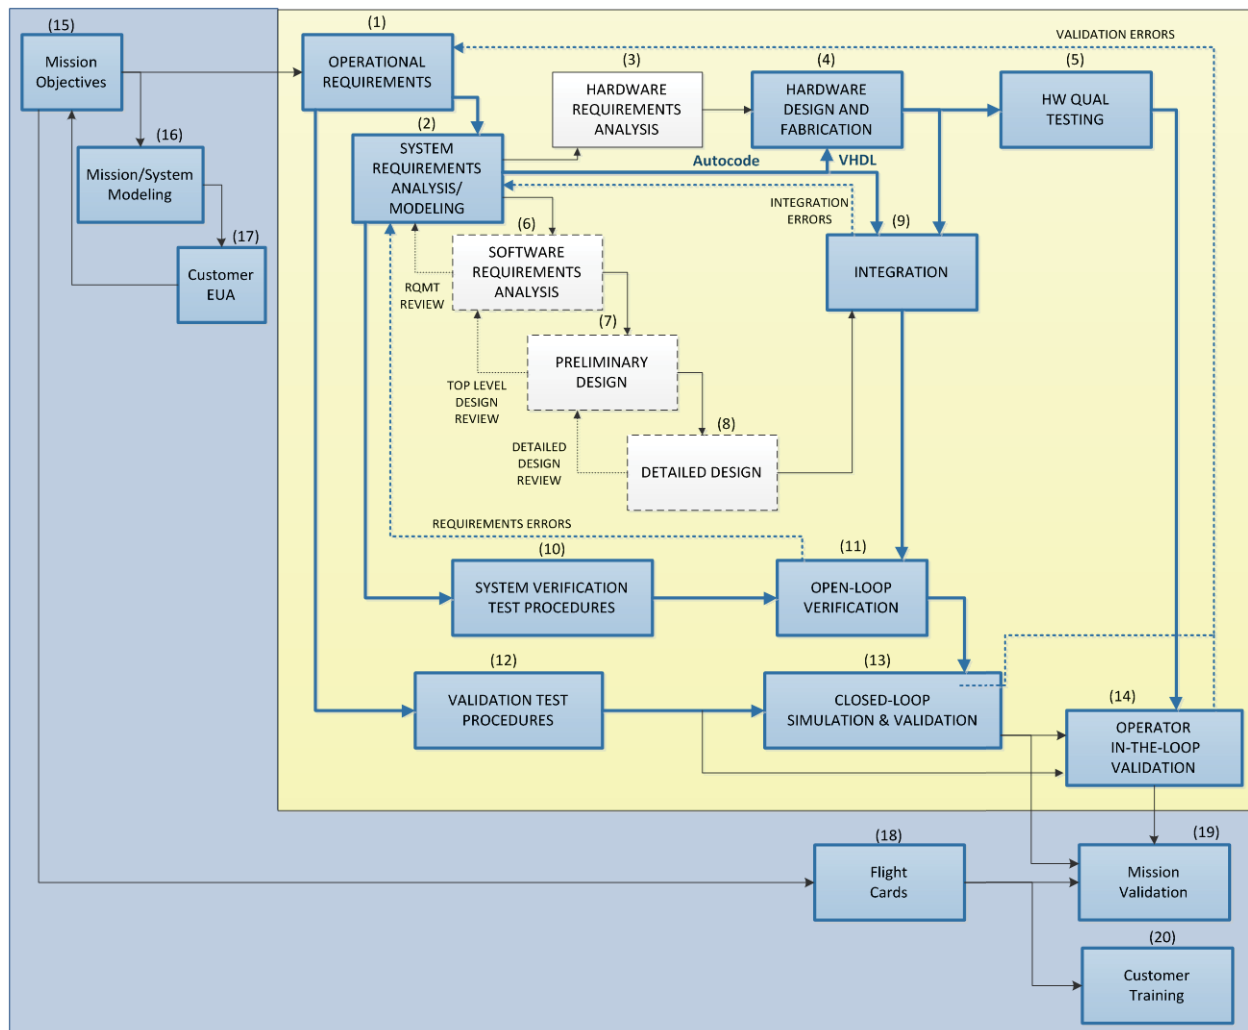 (15)
Mission
Objectives
(16)
Mission/System
Modeling
(17)
Customer
EUA
(1)
OPERATIONAL
REQUIREMENTS
VALIDATION ERRORS
(2)
SYSTEM
REQUIREMENTS
ANALYSIS/
MODELING
(3)
HARDWARE
REQUIREMENTS
ANALYSIS
(4)
HARDWARE
DESIGN AND
FABRICATION
(5)
HW QUAL
TESTING
Autocode
VHDL
INTEGRATION
ERRORS
(6)
SOFTWARE
REQUIREMENTS
ANALYSIS
RQMT
REVIEW
(7)
PRELIMINARY
DESIGN
TOP LEVEL
DESIGN
REVIEW
(8)
DETAILED DESIGN
DETAILED
DESIGN
REVIEW
(9)
INTEGRATION
REQUIREMENTS ERRORS
(10)
SYSTEM VERIFICATION
TEST PROCEDURES
(11)
OPEN-LOOP
VERIFICATION
(12)
VALIDATION TEST
PROCEDURES
(13)
CLOSED-LOOP
SIMULATION & VALIDATION
(14)
OPERATOR
IN-THE-LOOP
VALIDATION
(18)
Flight
Cards
(19)
Mission
Validation
(20)
Customer
Training